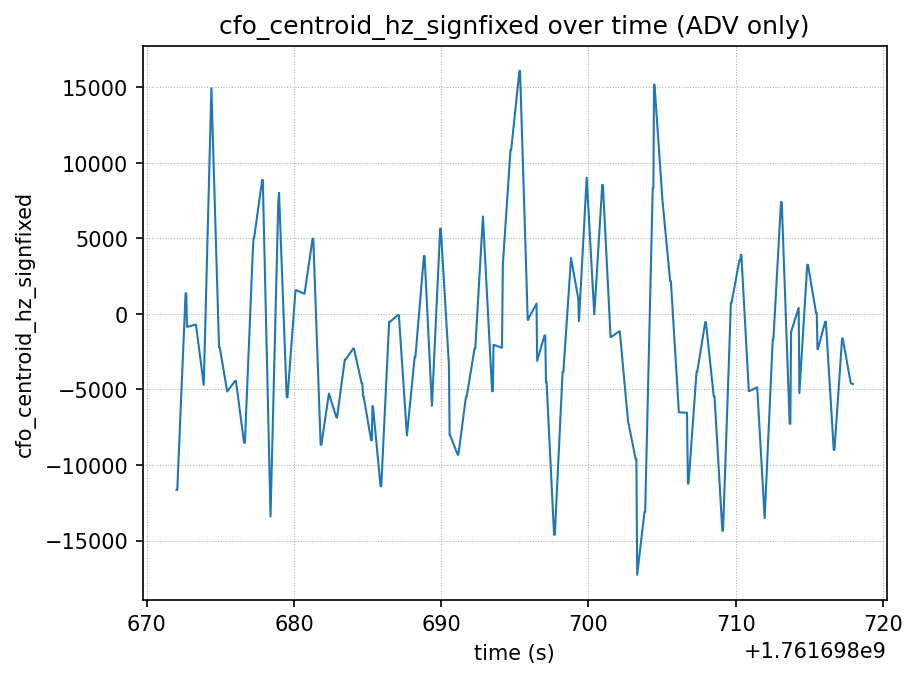 cfo_centroid_hz_signfixed over time (ADV only)
15000
10000
5000
0
−5000
−10000
−15000
cfo_centroid_hz_signfixed
670 680 690 700 710 720
time (s)
+1.761698e9